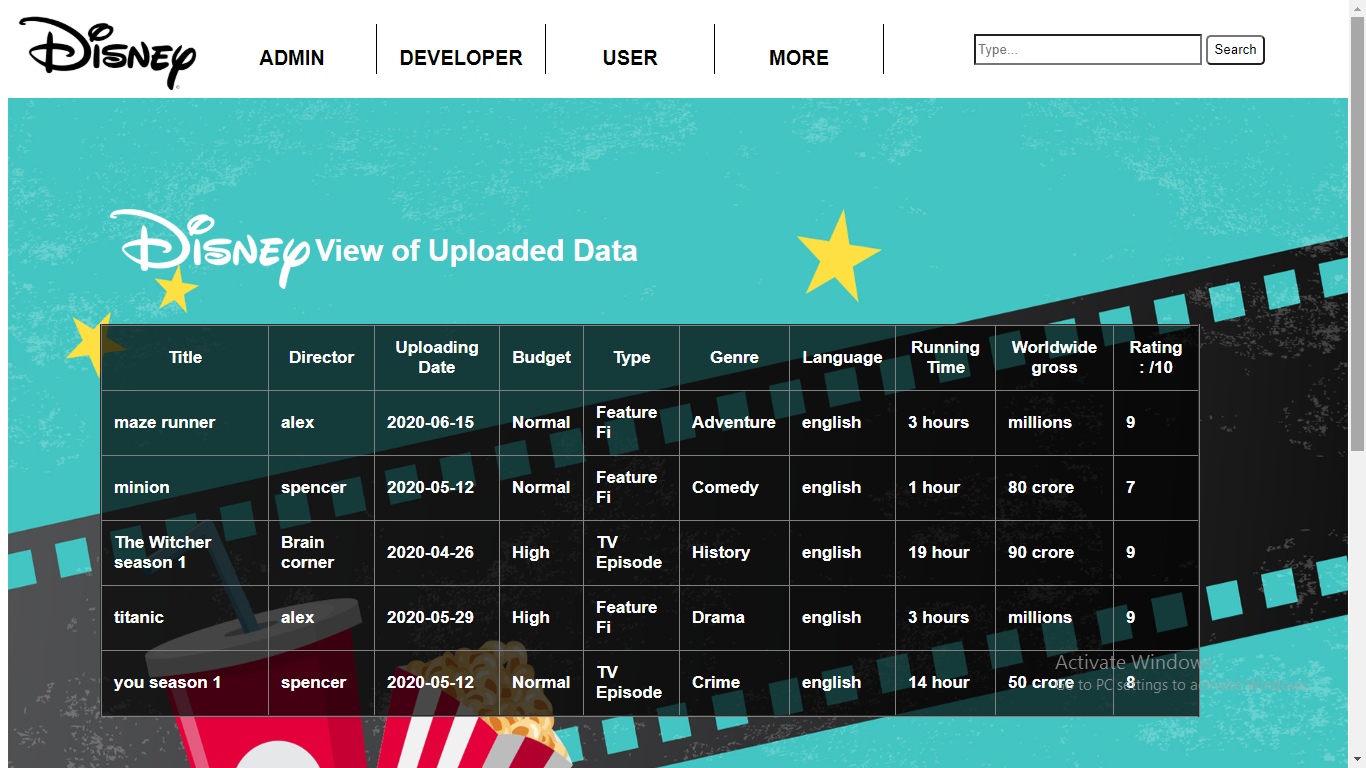 Disney ADMIN DEVELOPER USER MORE Type... Search
Disney View of Uploaded Data
Title Director Uploading Date Budget Type Genre Language Running Time Worldwide gross Rating : /10
maze runner alex 2020-06-15 Normal Feature Fi Adventure english 3 hours millions 9
minion spencer 2020-05-12 Normal Feature Fi Comedy english 1 hour 80 crore 7
The Witcher season 1 Brain corner 2020-04-26 High TV Episode History english 19 hour 90 crore 9
titanic alex 2020-05-29 High Feature Fi Drama english 3 hours millions 9
you season 1 spencer 2020-05-12 Normal TV Episode Crime english 14 hour 50 crore 8
Activate Windows
Go to PC settings to activate Windows.